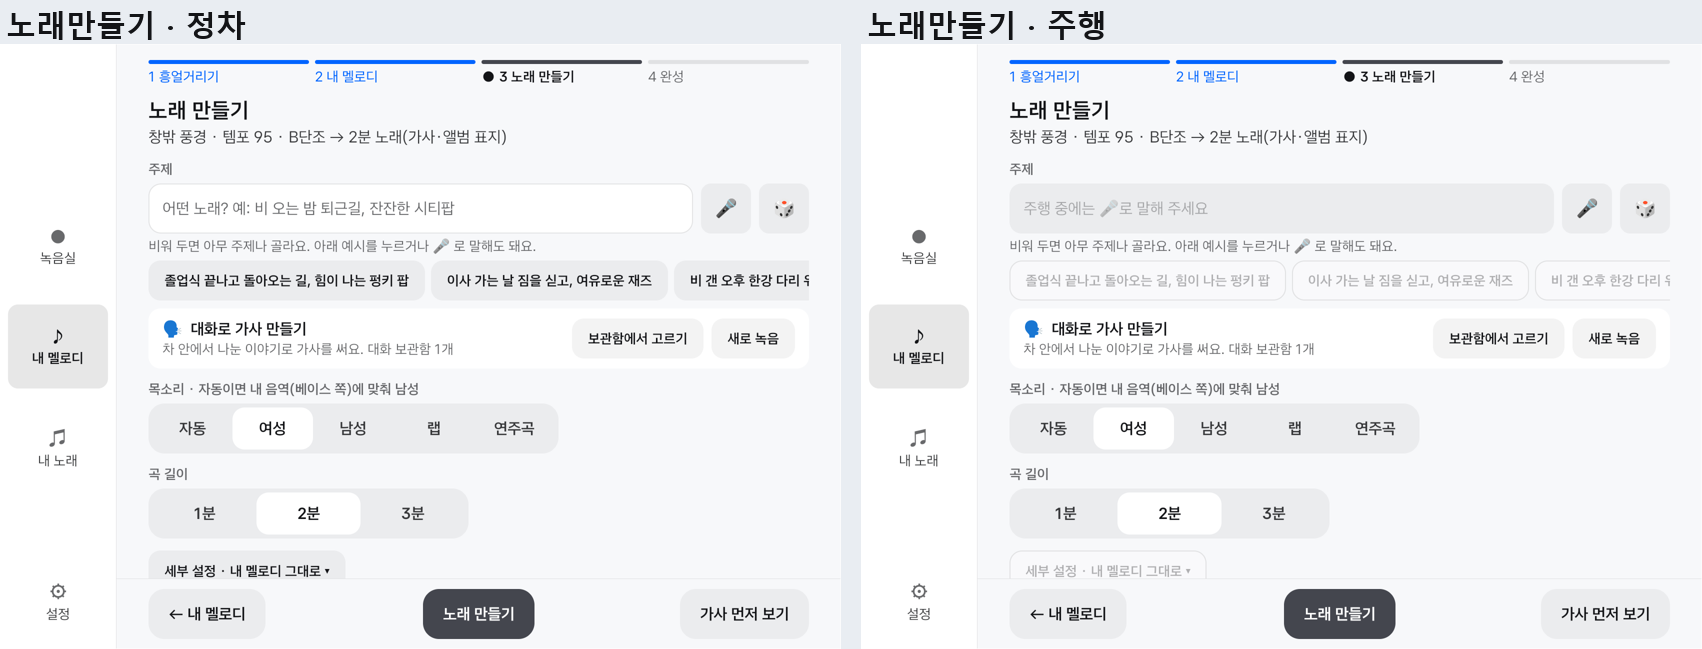 노래만들기 · 정차
1 흥얼거리기
2 내 멜로디
● 3 노래 만들기
4 완성
노래 만들기
창밖 풍경 · 템포 95 · B단조 → 2분 노래(가사·앨범 표지)
주제
어떤 노래? 예: 비 오는 밤 퇴근길, 잔잔한 시티팝
비워 두면 아무 주제나 골라요. 아래 예시를 누르거나 🎤 로 말해도 돼요.
졸업식 끝나고 돌아오는 길, 힘이 나는 펑키 팝
이사 가는 날 짐을 싣고, 여유로운 재즈
비 갠 오후 한강 다리 위
대화로 가사 만들기
차 안에서 나눈 이야기로 가사를 써요. 대화 보관함 1개
보관함에서 고르기
새로 녹음
목소리 · 자동이면 내 음역(베이스 쪽)에 맞춰 남성
자동
여성
남성
랩
연주곡
곡 길이
1분
2분
3분
세부 설정 · 내 멜로디 그대로 ▾
← 내 멜로디
노래 만들기
가사 먼저 보기
녹음실
내 멜로디
내 노래
설정
노래만들기 · 주행
1 흥얼거리기
2 내 멜로디
● 3 노래 만들기
4 완성
노래 만들기
창밖 풍경 · 템포 95 · B단조 → 2분 노래(가사·앨범 표지)
주제
주행 중에는 🎤로 말해 주세요
비워 두면 아무 주제나 골라요. 아래 예시를 누르거나 🎤 로 말해도 돼요.
졸업식 끝나고 돌아오는 길, 힘이 나는 펑키 팝
이사 가는 날 짐을 싣고, 여유로운 재즈
비 갠 오후 한강 다리 위
대화로 가사 만들기
차 안에서 나눈 이야기로 가사를 써요. 대화 보관함 1개
보관함에서 고르기
새로 녹음
목소리 · 자동이면 내 음역(베이스 쪽)에 맞춰 남성
자동
여성
남성
랩
연주곡
곡 길이
1분
2분
3분
세부 설정 · 내 멜로디 그대로 ▾
← 내 멜로디
노래 만들기
가사 먼저 보기
녹음실
내 멜로디
내 노래
설정